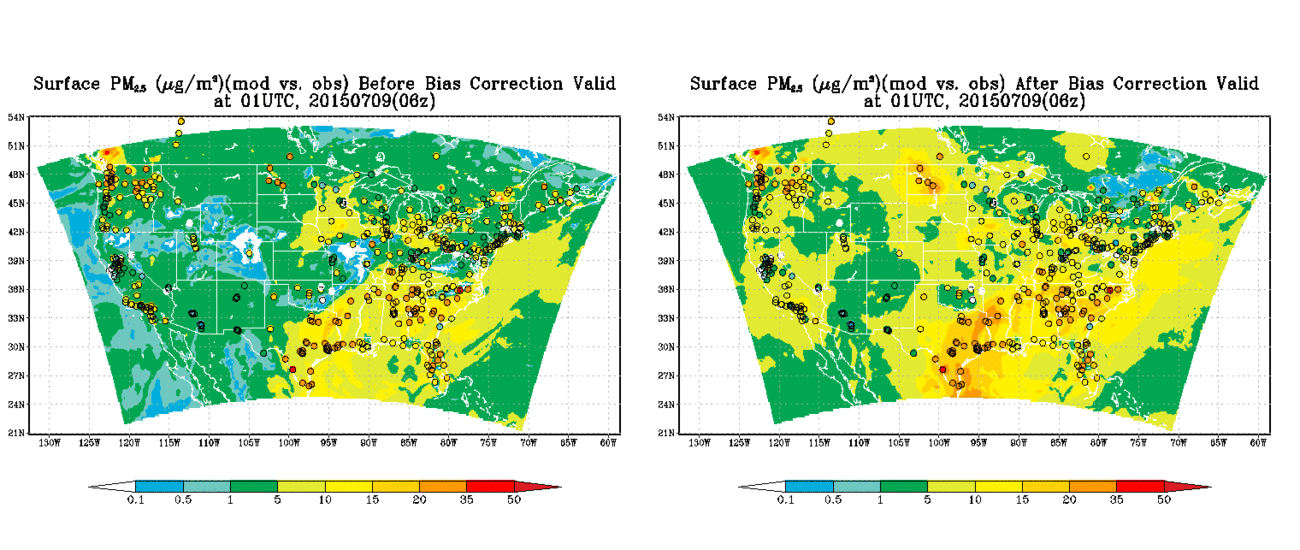 Surface PM2.5 (μg/m³)(mod vs. obs) Before Bias Correction Valid
at 01UTC, 20150709(06z)
54N
51N
48N
45N
42N
39N
36N
33N
30N
27N
24N
21N
130W 125W 120W 115W 110W 105W 100W 95W 90W 85W 80W 75W 70W 65W 60W
0.1 0.5 1 5 10 15 20 35 50
Surface PM2.5 (μg/m³)(mod vs. obs) After Bias Correction Valid
at 01UTC, 20150709(06z)
54N
51N
48N
45N
42N
39N
36N
33N
30N
27N
24N
21N
130W 125W 120W 115W 110W 105W 100W 95W 90W 85W 80W 75W 70W 65W 60W
0.1 0.5 1 5 10 15 20 35 50